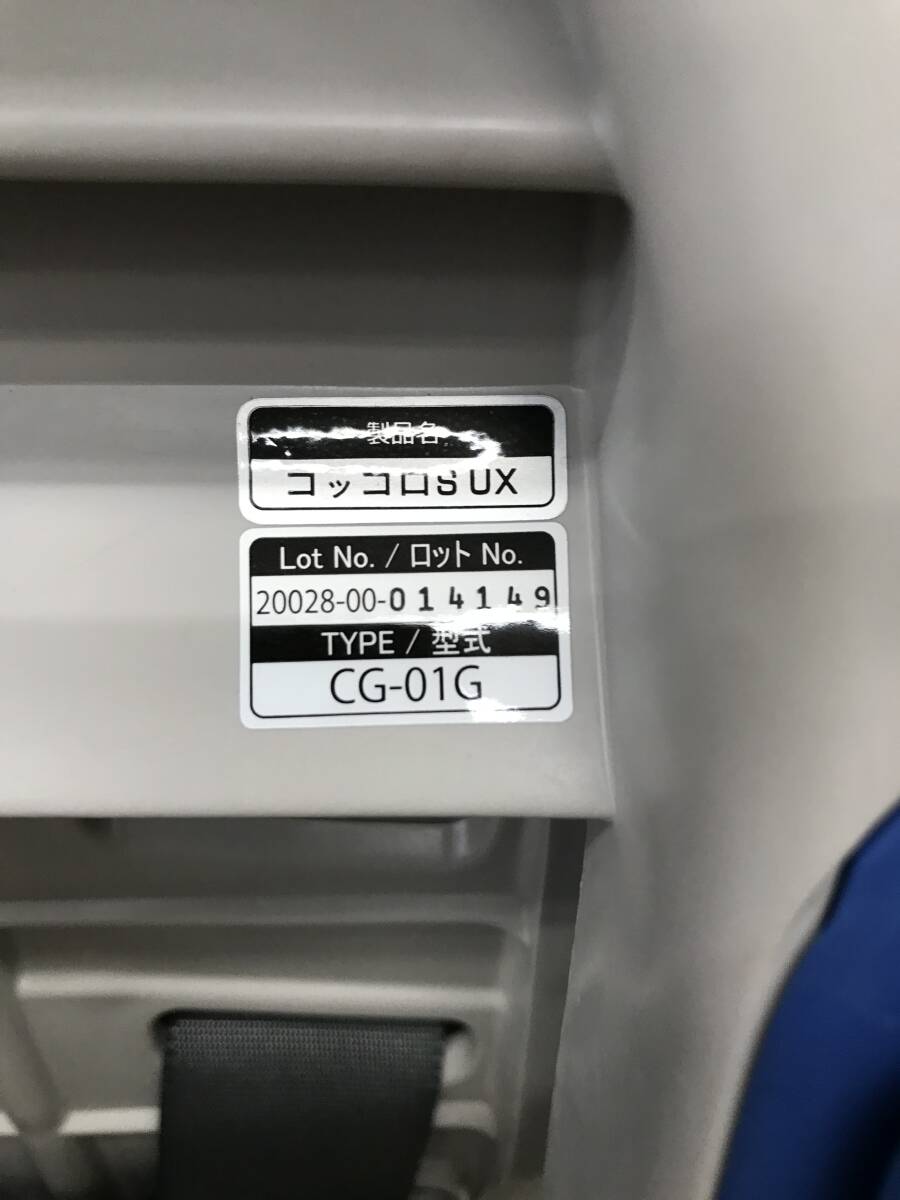 製品名
コッコロS UX
Lot No. / ロット No.
20028-00-014149
TYPE / 型式
CG-01G